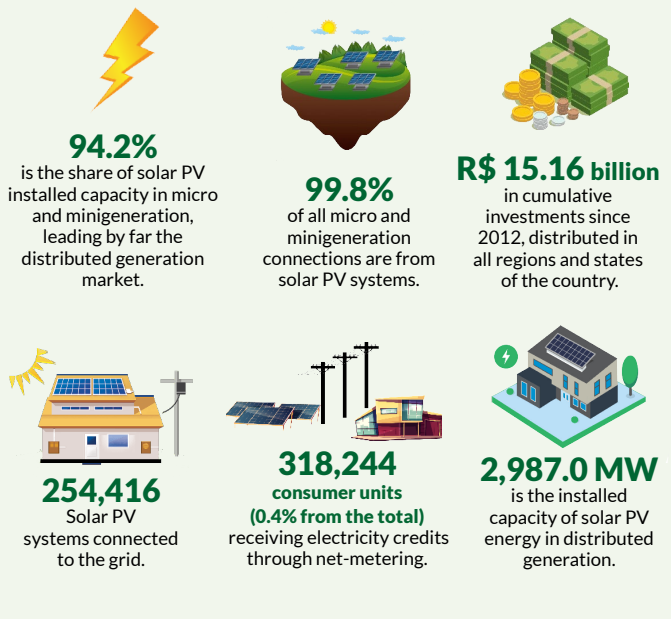 94.2%
is the share of solar PV
installed capacity in micro
and minigeneration,
leading by far the
distributed generation
market.
99.8%
of all micro and
minigeneration
connections are from
solar PV systems.
R$ 15.16 billion
in cumulative
investments since
2012, distributed in
all regions and states
of the country.
254,416
Solar PV
systems connected
to the grid.
318,244
consumer units
(0.4% from the total)
receiving electricity credits
through net-metering.
2,987.0 MW
is the installed
capacity of solar PV
energy in distributed
generation.